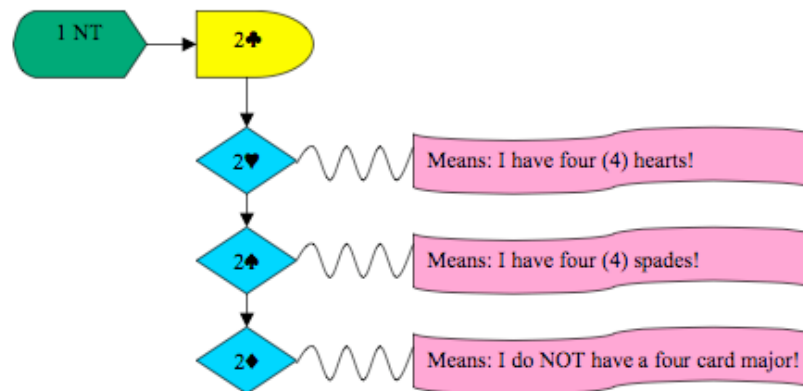 1 NT
2♣
2♥
Means: I have four (4) hearts!
2♠
Means: I have four (4) spades!
2♦
Means: I do NOT have a four card major!